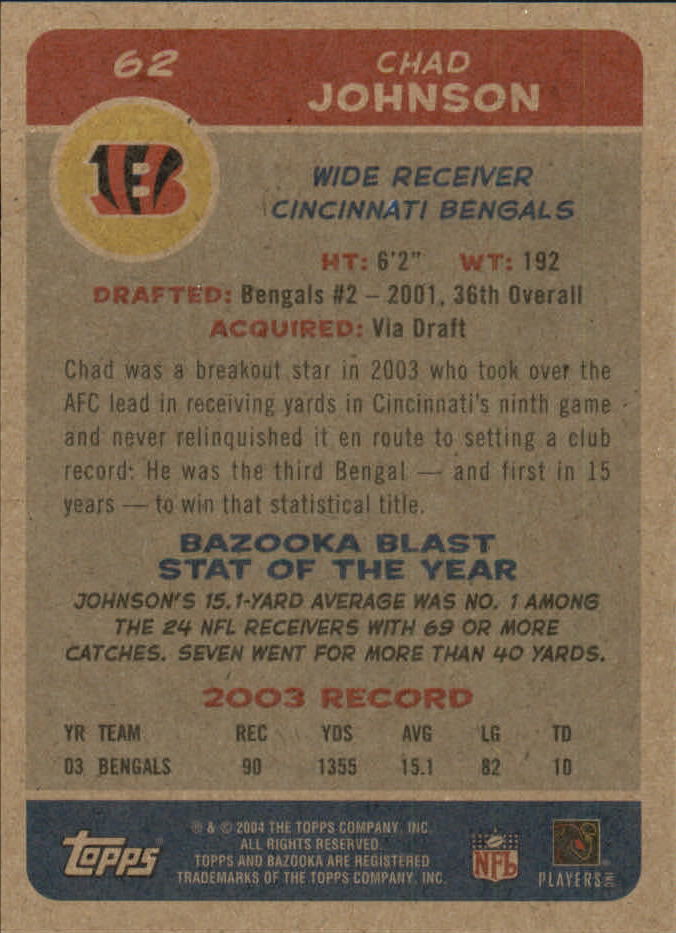 62
CHAD
JOHNSON
B
WIDE RECEIVER
CINCINNATI BENGALS
HT: 6'2" WT: 192
DRAFTED: Bengals #2 – 2001, 36th Overall
ACQUIRED: Via Draft
Chad was a breakout star in 2003 who took over the
AFC lead in receiving yards in Cincinnati's ninth game
and never relinquished it en route to setting a club
record: He was the third Bengal — and first in 15
years — to win that statistical title.
BAZOOKA BLAST
STAT OF THE YEAR
JOHNSON'S 15.1-YARD AVERAGE WAS NO. 1 AMONG
THE 24 NFL RECEIVERS WITH 69 OR MORE
CATCHES. SEVEN WENT FOR MORE THAN 40 YARDS.
2003 RECORD
YR TEAM REC YDS AVG LG TD
03 BENGALS 90 1355 15.1 82 10
topps
® & © 2004 THE TOPPS COMPANY, INC.
ALL RIGHTS RESERVED.
TOPPS AND BAZOOKA ARE REGISTERED
TRADEMARKS OF THE TOPPS COMPANY, INC.
NFL
PLAYERS